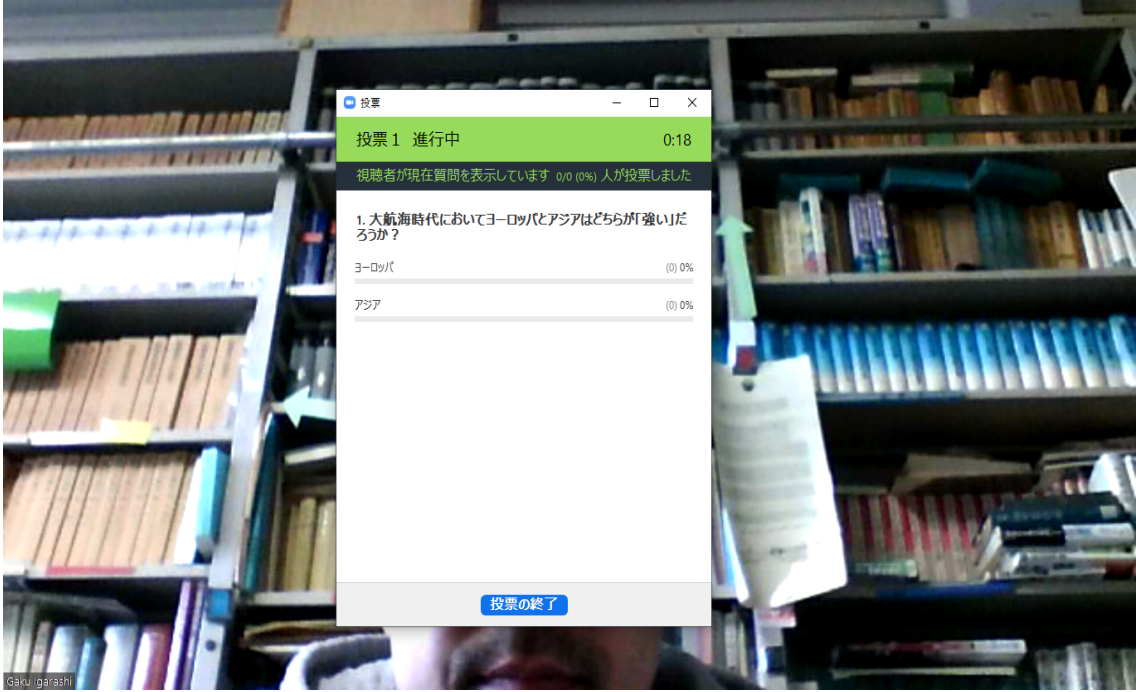 投票
投票 1 進行中 0:18
視聴者が現在質問を表示しています 0/0 (0%) 人が投票しました
1. 大航海時代においてヨーロッパとアジアはどちらが「強い」だ
ろうか?
ヨーロッパ (0) 0%
アジア (0) 0%
投票の終了
Gaku Igarashi